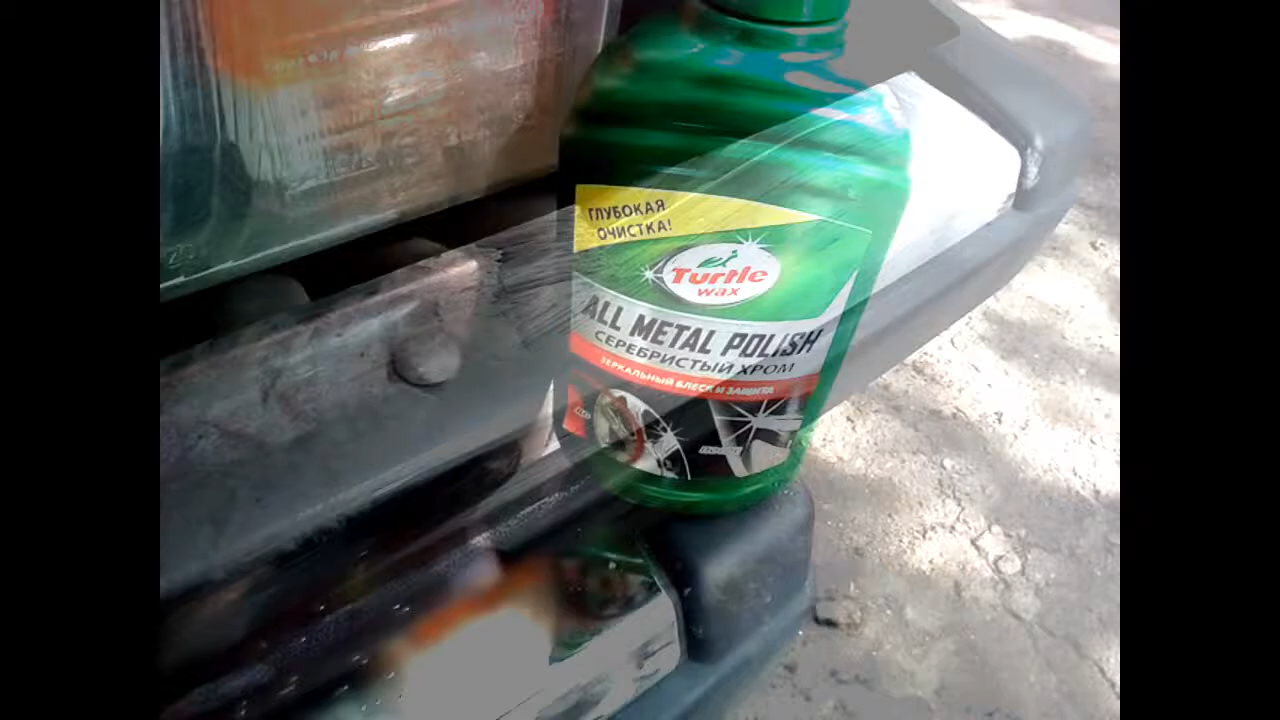 ГЛУБОКАЯ
ОЧИСТКА!
Turtle
wax
ALL METAL POLISH
СЕРЕБРИСТЫЙ ХРОМ
ЗЕРКАЛЬНЫЙ БЛЕСК И ЗАЩИТА